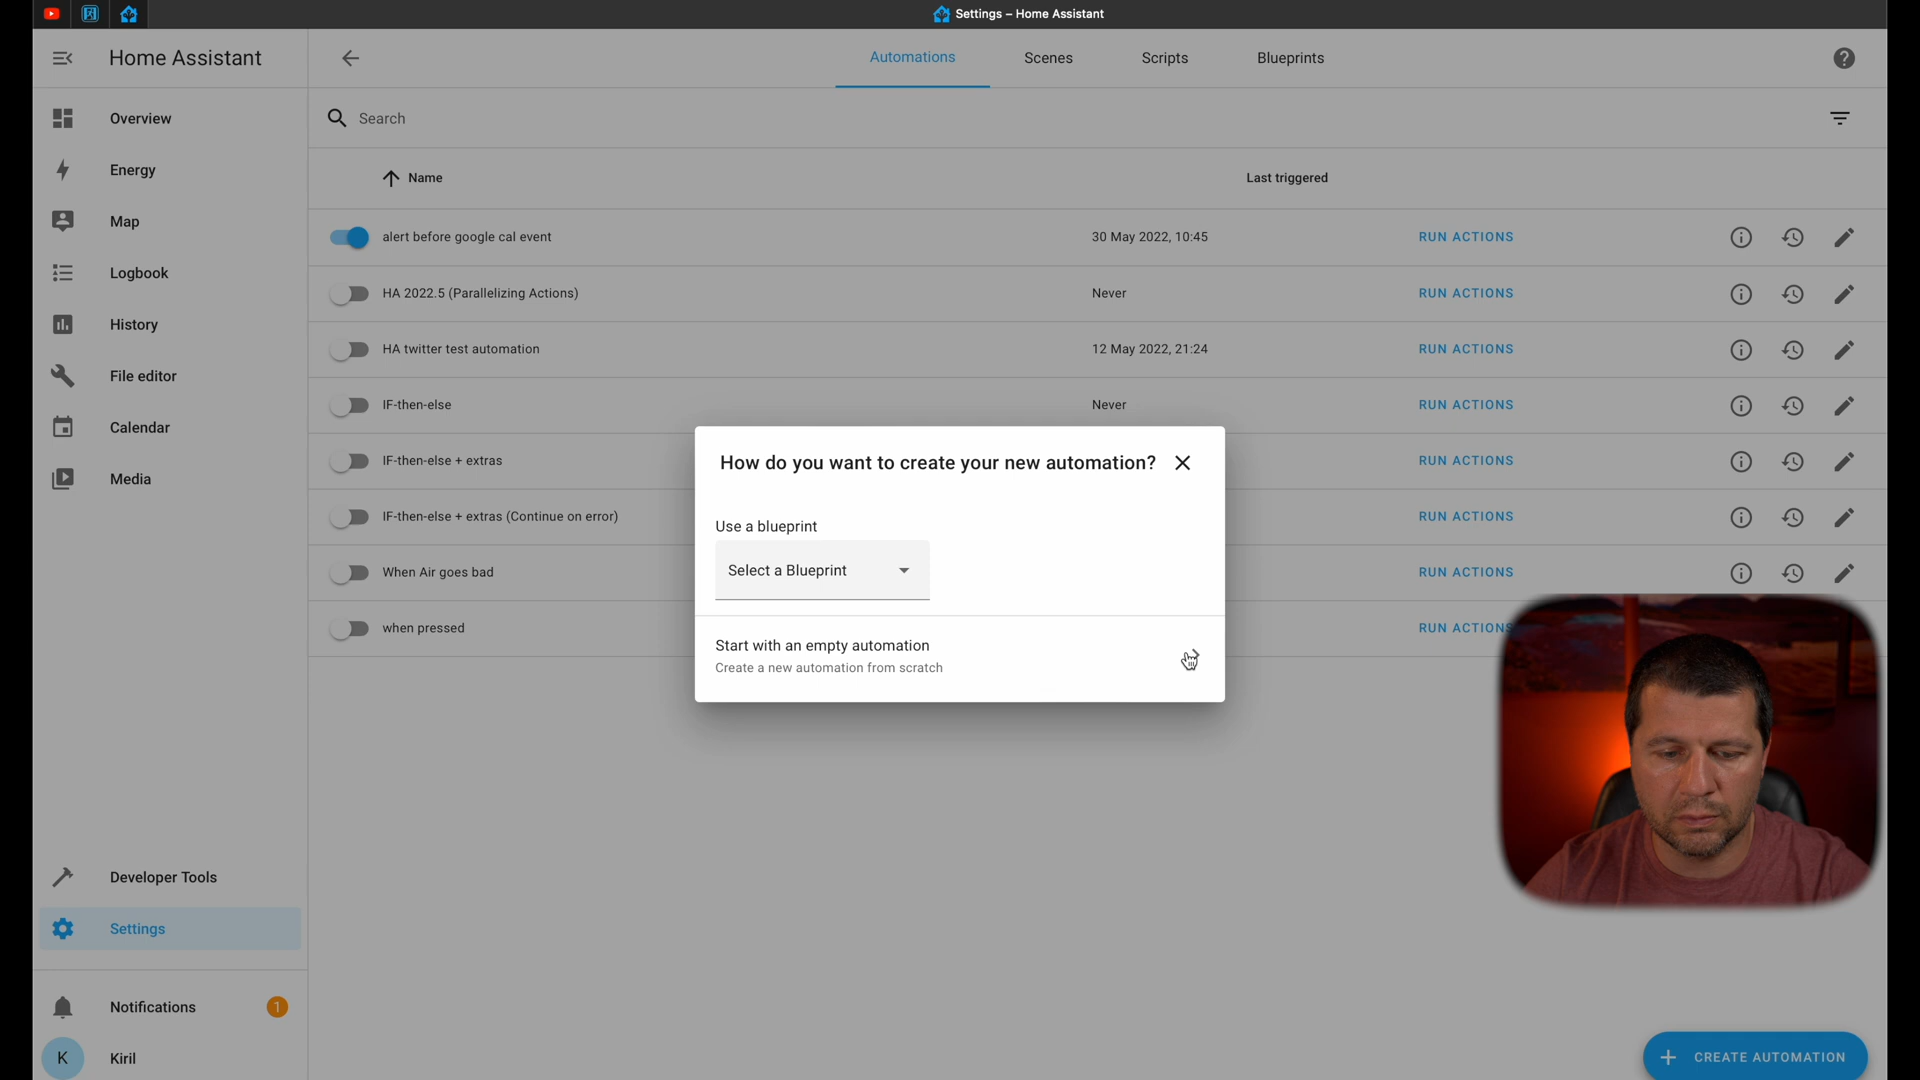 Settings – Home Assistant
Home Assistant
Automations
Scenes
Scripts
Blueprints
Overview
Energy
Map
Logbook
History
File editor
Calendar
Media
Developer Tools
Settings
Notifications
1
K
Kiril
Search
Name
Last triggered
alert before google cal event
30 May 2022, 10:45
RUN ACTIONS
HA 2022.5 (Parallelizing Actions)
Never
RUN ACTIONS
HA twitter test automation
12 May 2022, 21:24
RUN ACTIONS
IF-then-else
Never
RUN ACTIONS
IF-then-else + extras
RUN ACTIONS
IF-then-else + extras (Continue on error)
RUN ACTIONS
When Air goes bad
RUN ACTIONS
when pressed
RUN ACTIONS
How do you want to create your new automation?
Use a blueprint
Select a Blueprint
Start with an empty automation
Create a new automation from scratch
CREATE AUTOMATION